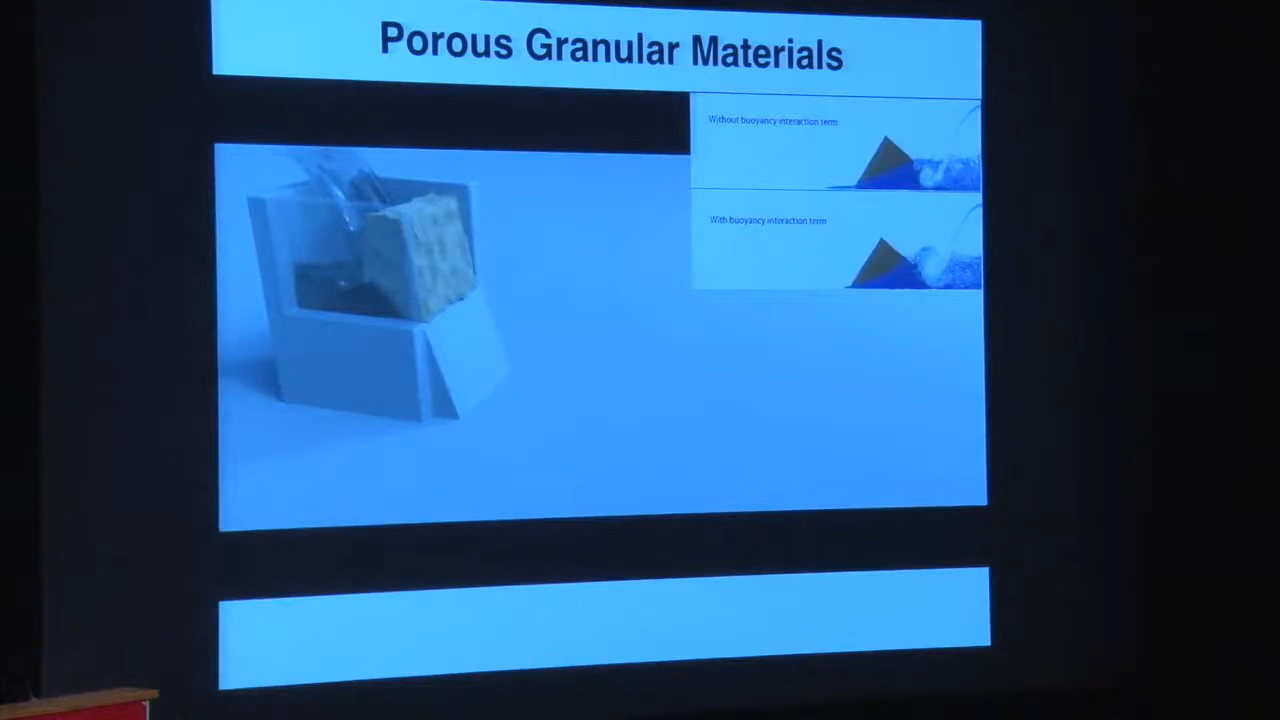 Porous Granular Materials
Without buoyancy interaction term
With buoyancy interaction term